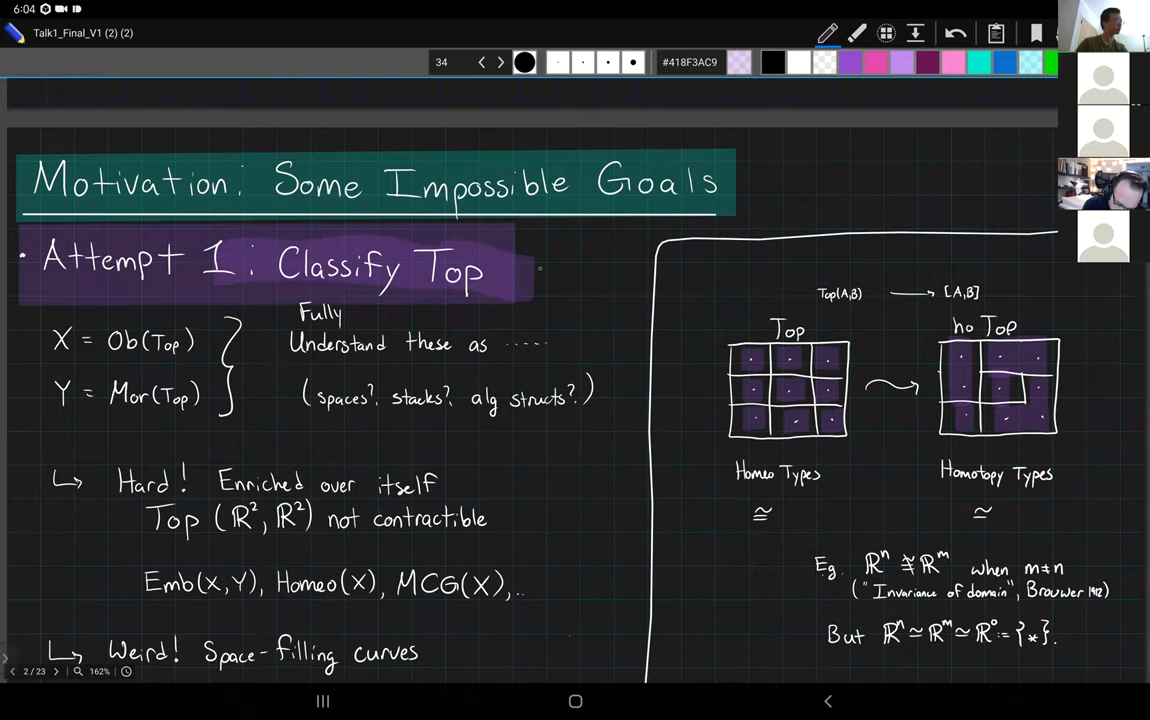 6:04
Talk1_Final_V1 (2) (2)
34
#418F3AC9
Motivation: Some Impossible Goals
• Attempt 1: Classify Top
X = Ob(Top)
Y = Mor(Top)
Fully
Understand these as .....
(spaces?, stacks?, alg structs?.)
↳ Hard! Enriched over itself
Top (ℝ², ℝ²) not contractible
Emb(X,Y), Homeo(X), MCG(X),..
↳ Weird! Space-filling curves
Top(A,B) → [A,B]
Top
ho Top
Homeo Types
Homotopy Types
≅
≃
Eg. ℝⁿ ≇ ℝᵐ when m≠n
("Invariance of domain", Brouwer 1912)
But ℝⁿ ≃ ℝᵐ ≃ ℝ⁰ := {*}.
2 / 23
162%